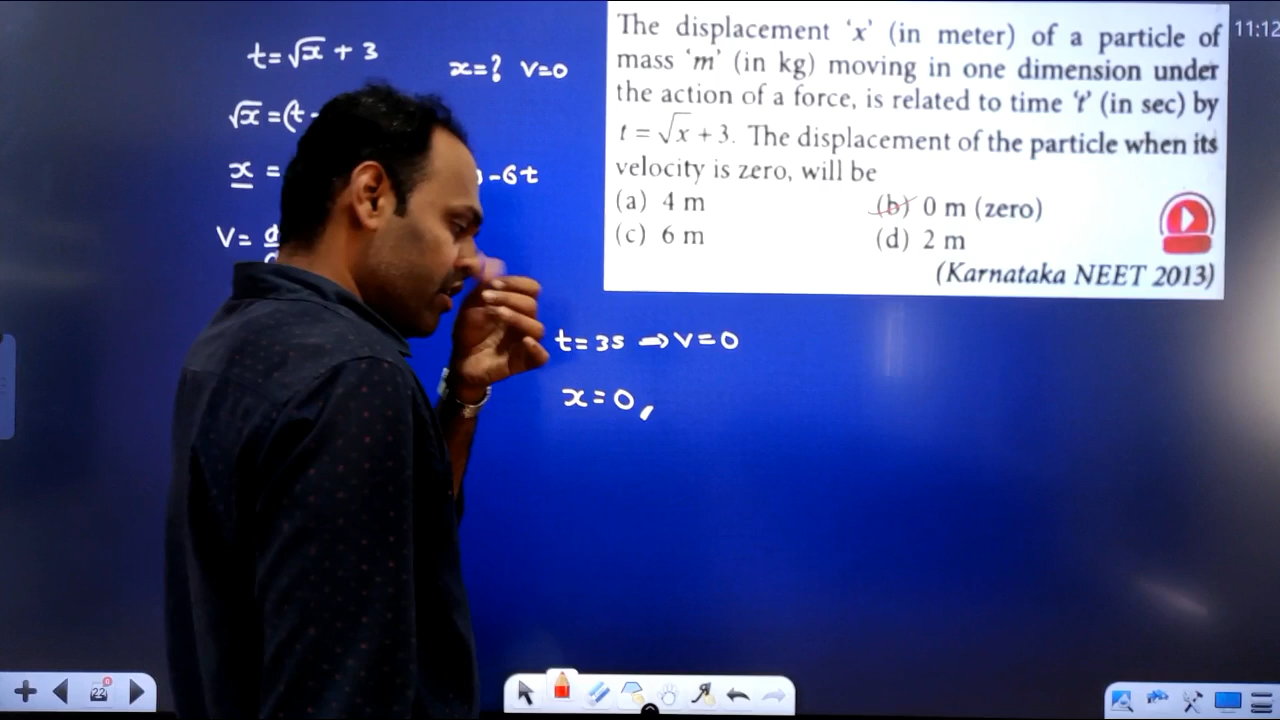 t = √x + 3
x = ? v = 0
√x = (t -
x =
- 6t
V =
t = 3s → v = 0
x = 0,
The displacement ‘x’ (in meter) of a particle of
mass ‘m’ (in kg) moving in one dimension under
the action of a force, is related to time ‘t’ (in sec) by
t = √x + 3. The displacement of the particle when its
velocity is zero, will be
(a) 4 m (b) 0 m (zero)
(c) 6 m (d) 2 m
(Karnataka NEET 2013)
11:12
22